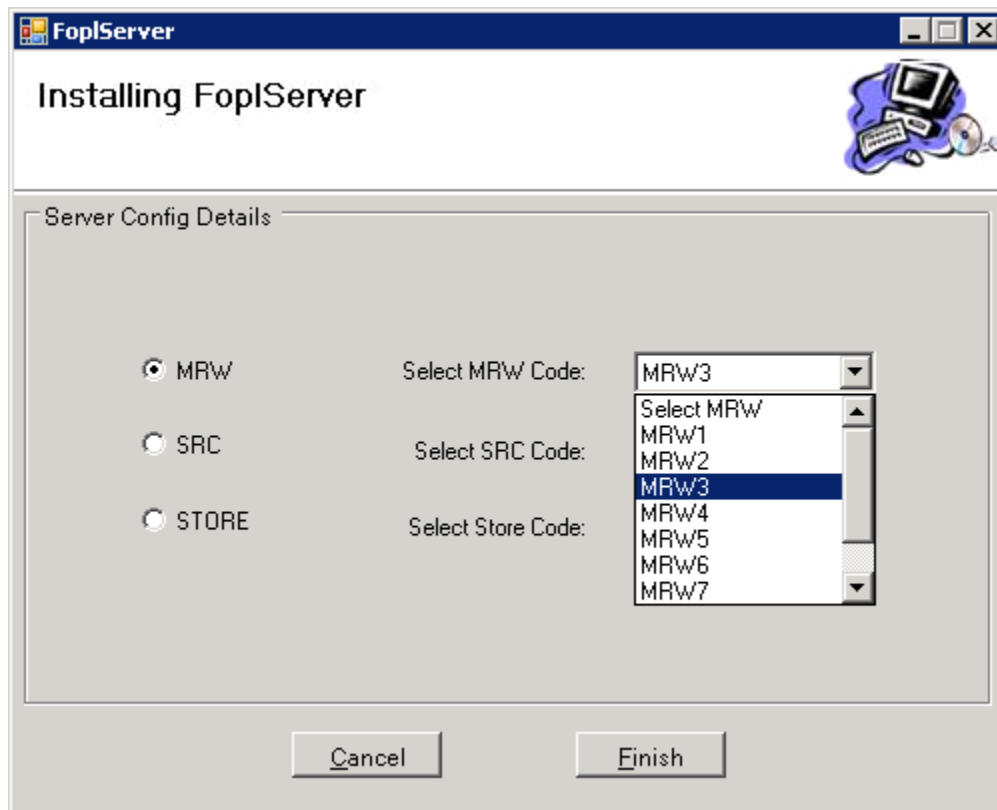 FoplServer
Installing FoplServer
Server Config Details
MRW Select MRW Code: MRW3
Select MRW
MRW1
SRC Select SRC Code: MRW2
MRW3
MRW4
STORE Select Store Code: MRW5
MRW6
MRW7
Cancel Finish